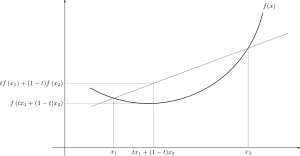 f(x)
tf(x₁) + (1−t)f(x₂)
f(tx₁ + (1−t)x₂)
x₁ tx₁ + (1−t)x₂ x₂